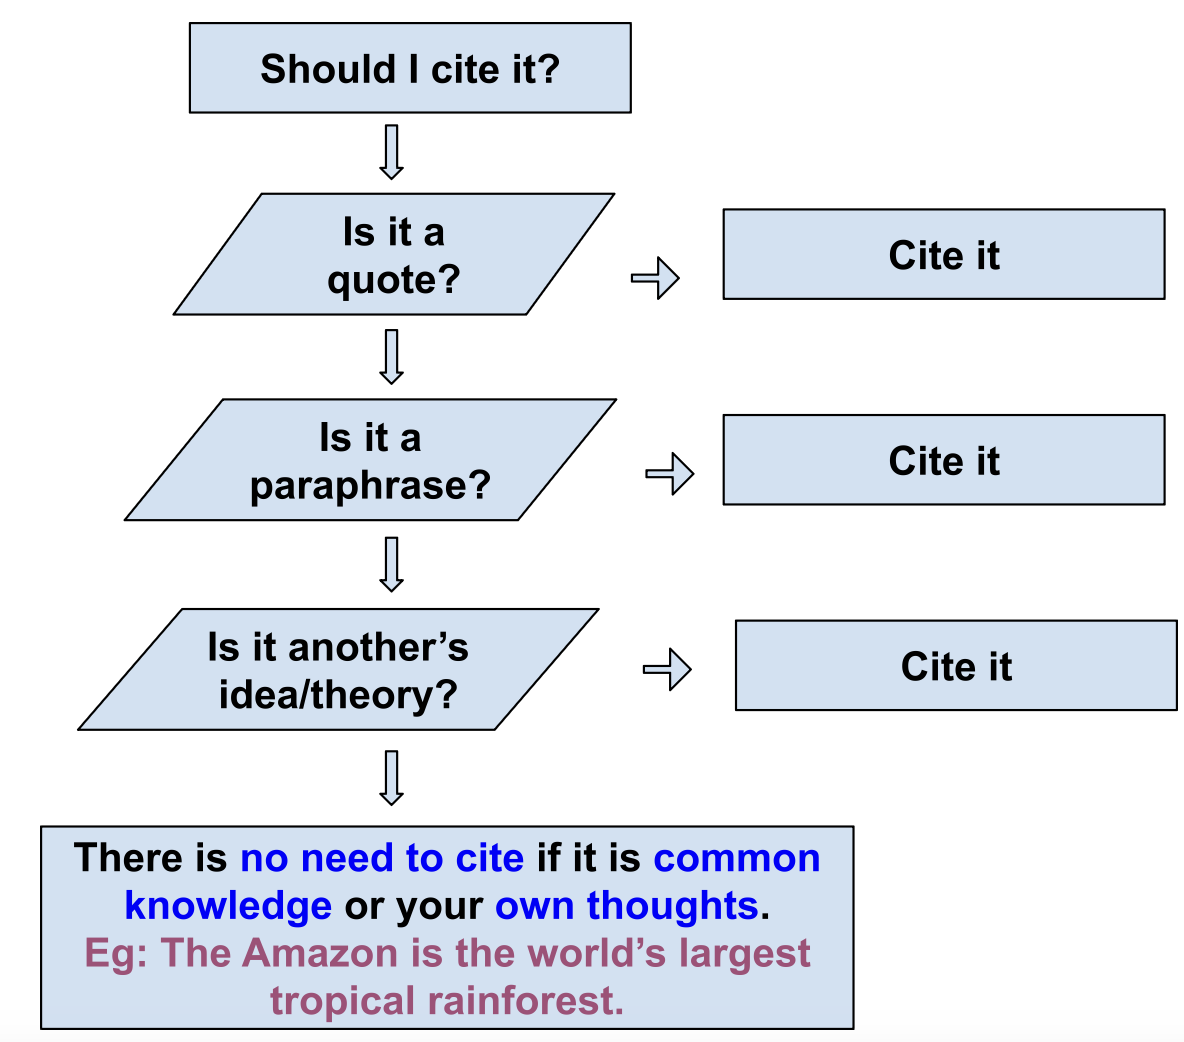 Should I cite it?
Is it a
quote?
Cite it
Is it a
paraphrase?
Cite it
Is it another’s
idea/theory?
Cite it
There is no need to cite if it is common
knowledge or your own thoughts.
Eg: The Amazon is the world’s largest
tropical rainforest.